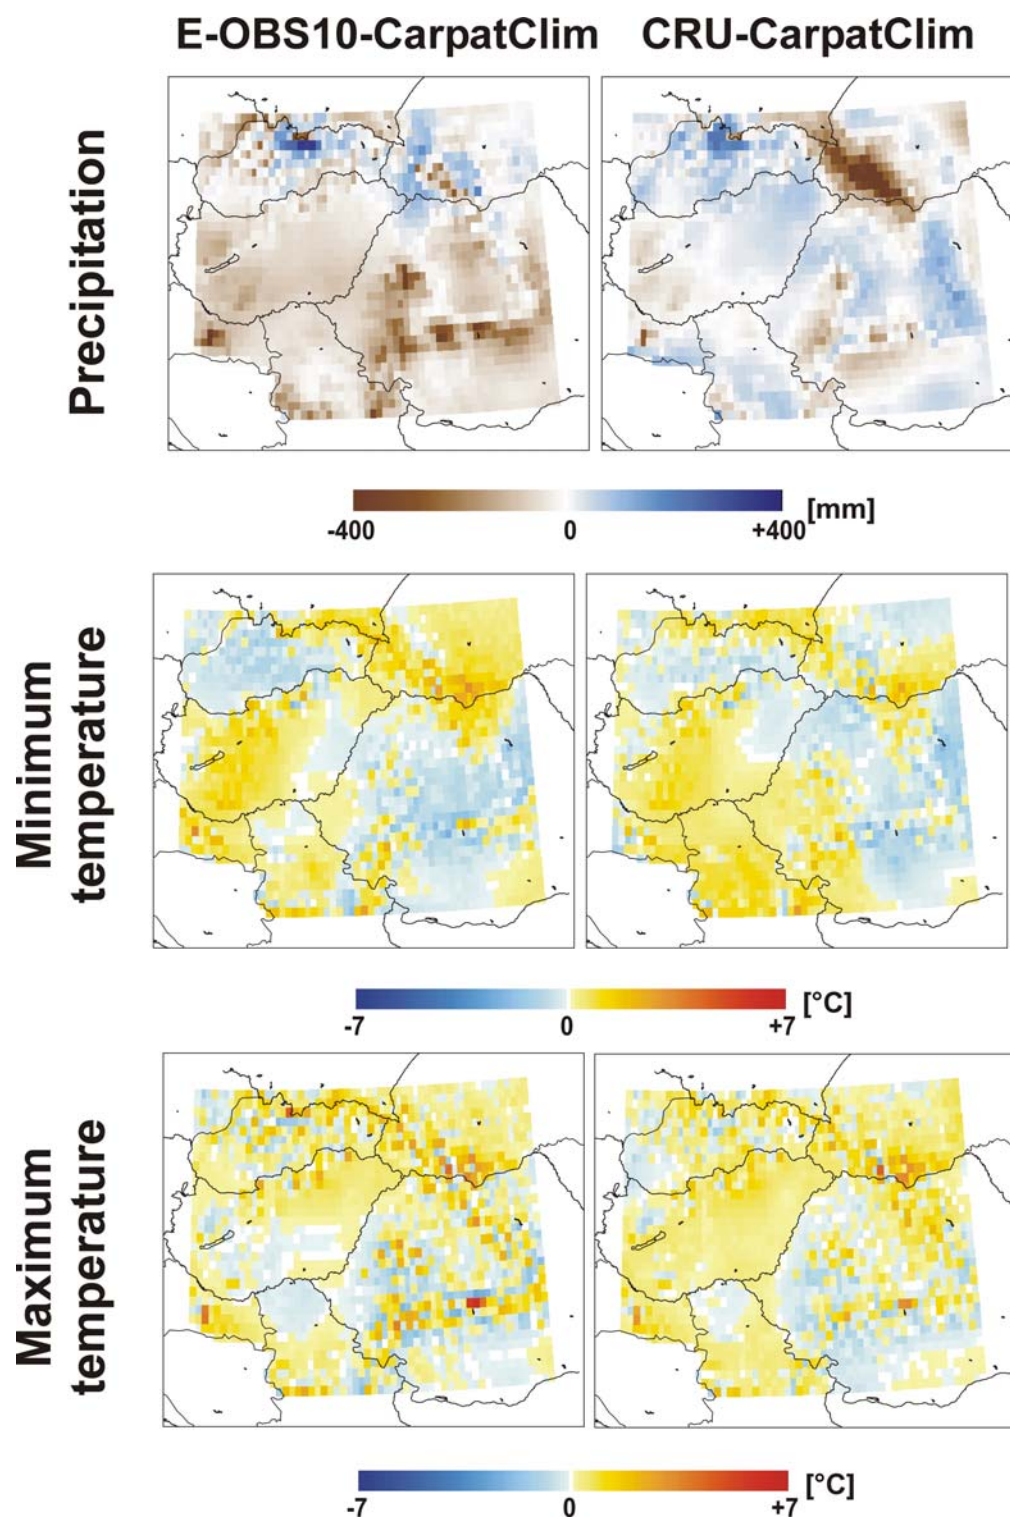 E-OBS10-CarpatClim
CRU-CarpatClim
Precipitation
-400
0
+400
[mm]
Minimum
temperature
-7
0
+7
[°C]
Maximum
temperature
-7
0
+7
[°C]